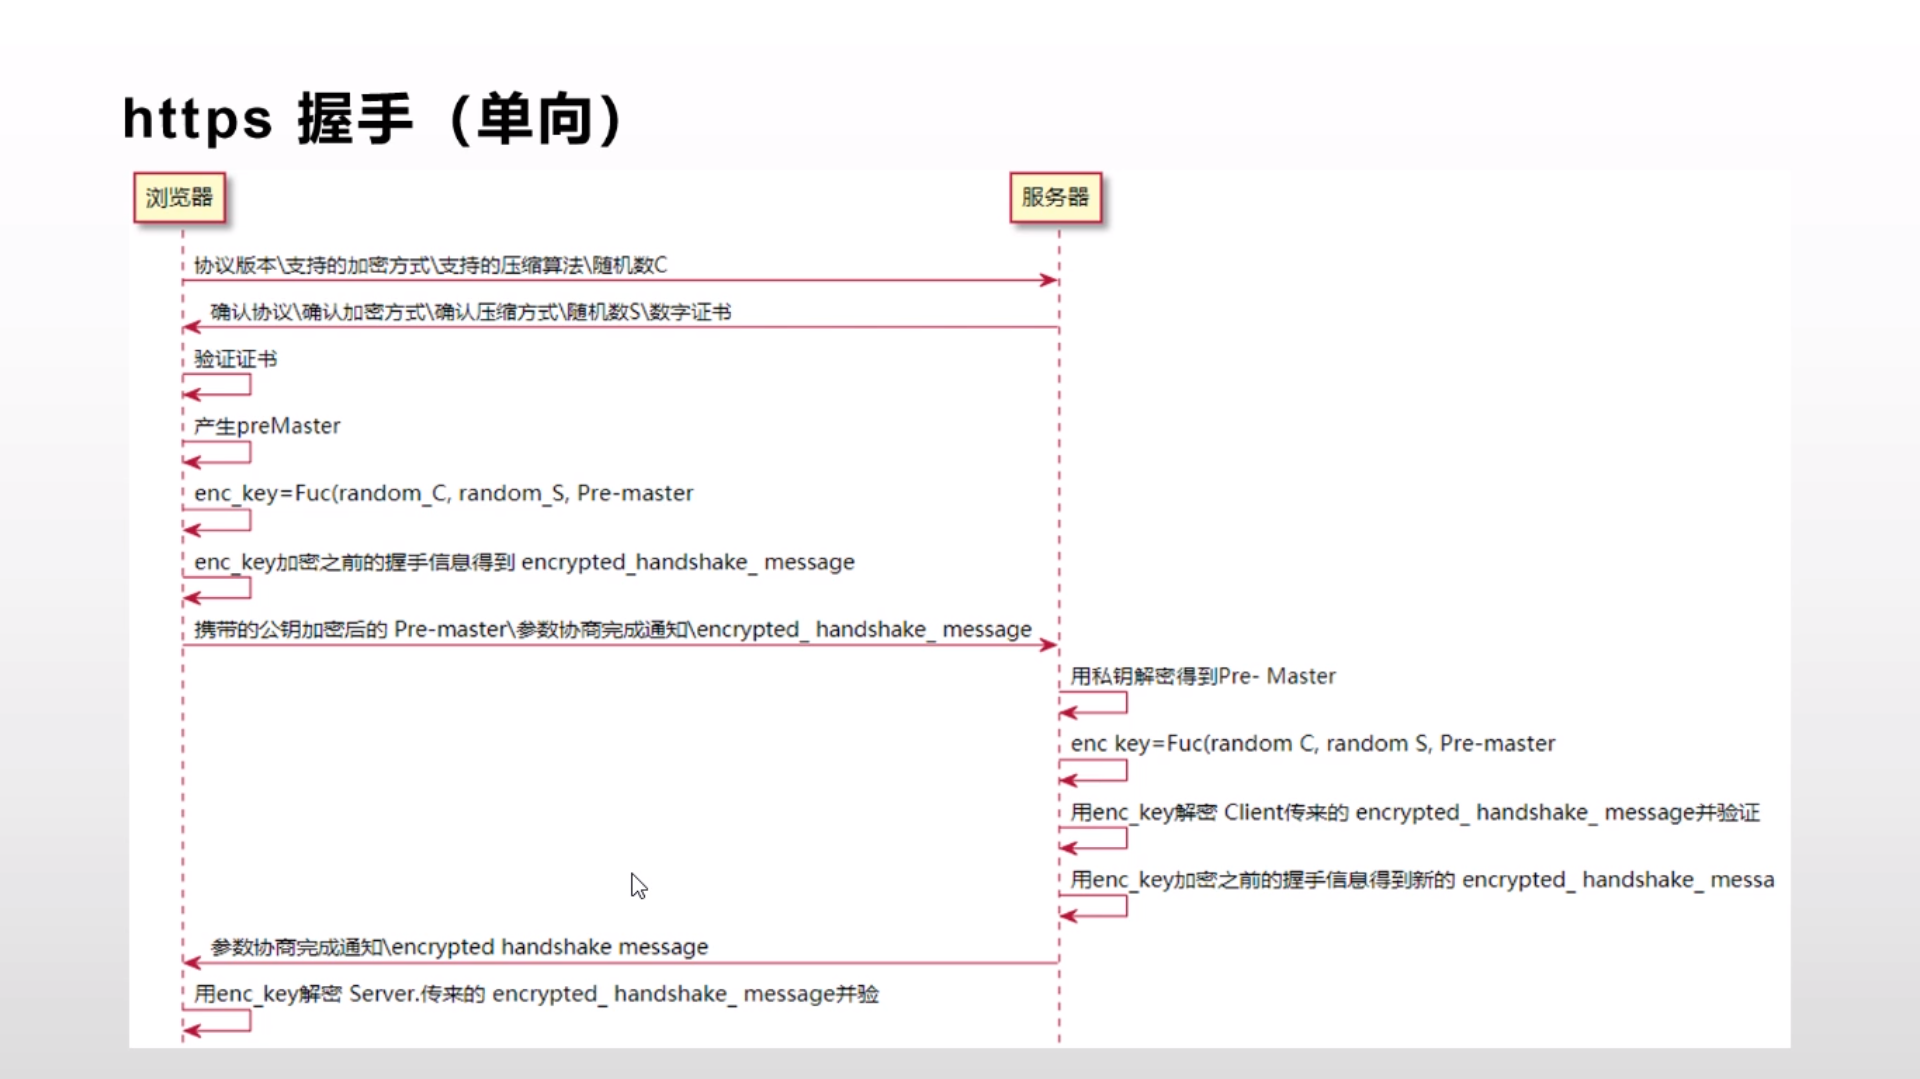 https 握手（单向）
浏览器
服务器
协议版本\支持的加密方式\支持的压缩算法\随机数C
确认协议\确认加密方式\确认压缩方式\随机数S\数字证书
验证证书
产生preMaster
enc_key=Fuc(random_C, random_S, Pre-master
enc_key加密之前的握手信息得到 encrypted_handshake_ message
携带的公钥加密后的 Pre-master\参数协商完成通知\encrypted_ handshake_ message
用私钥解密得到Pre- Master
enc key=Fuc(random C, random S, Pre-master
用enc_key解密 Client传来的 encrypted_ handshake_ message并验证
用enc_key加密之前的握手信息得到新的 encrypted_ handshake_ messa
参数协商完成通知\encrypted handshake message
用enc_key解密 Server.传来的 encrypted_ handshake_ message并验